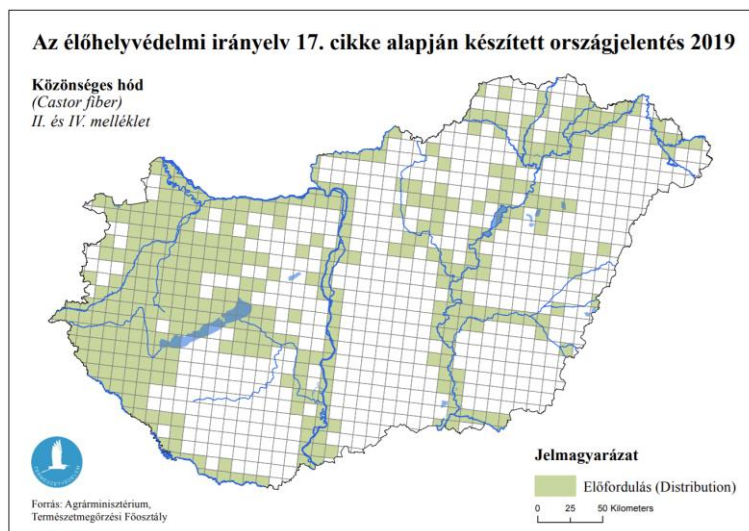 Az élőhelyvédelmi irányelv 17. cikke alapján készített országjelentés 2019
Közönséges hód
(Castor fiber)
II. és IV. melléklet
Jelmagyarázat
Előfordulás (Distribution)
0 25 50 Kilometers
TERMÉSZETVÉDELEM
Forrás: Agrárminisztérium,
Természetmegőrzési Főosztály